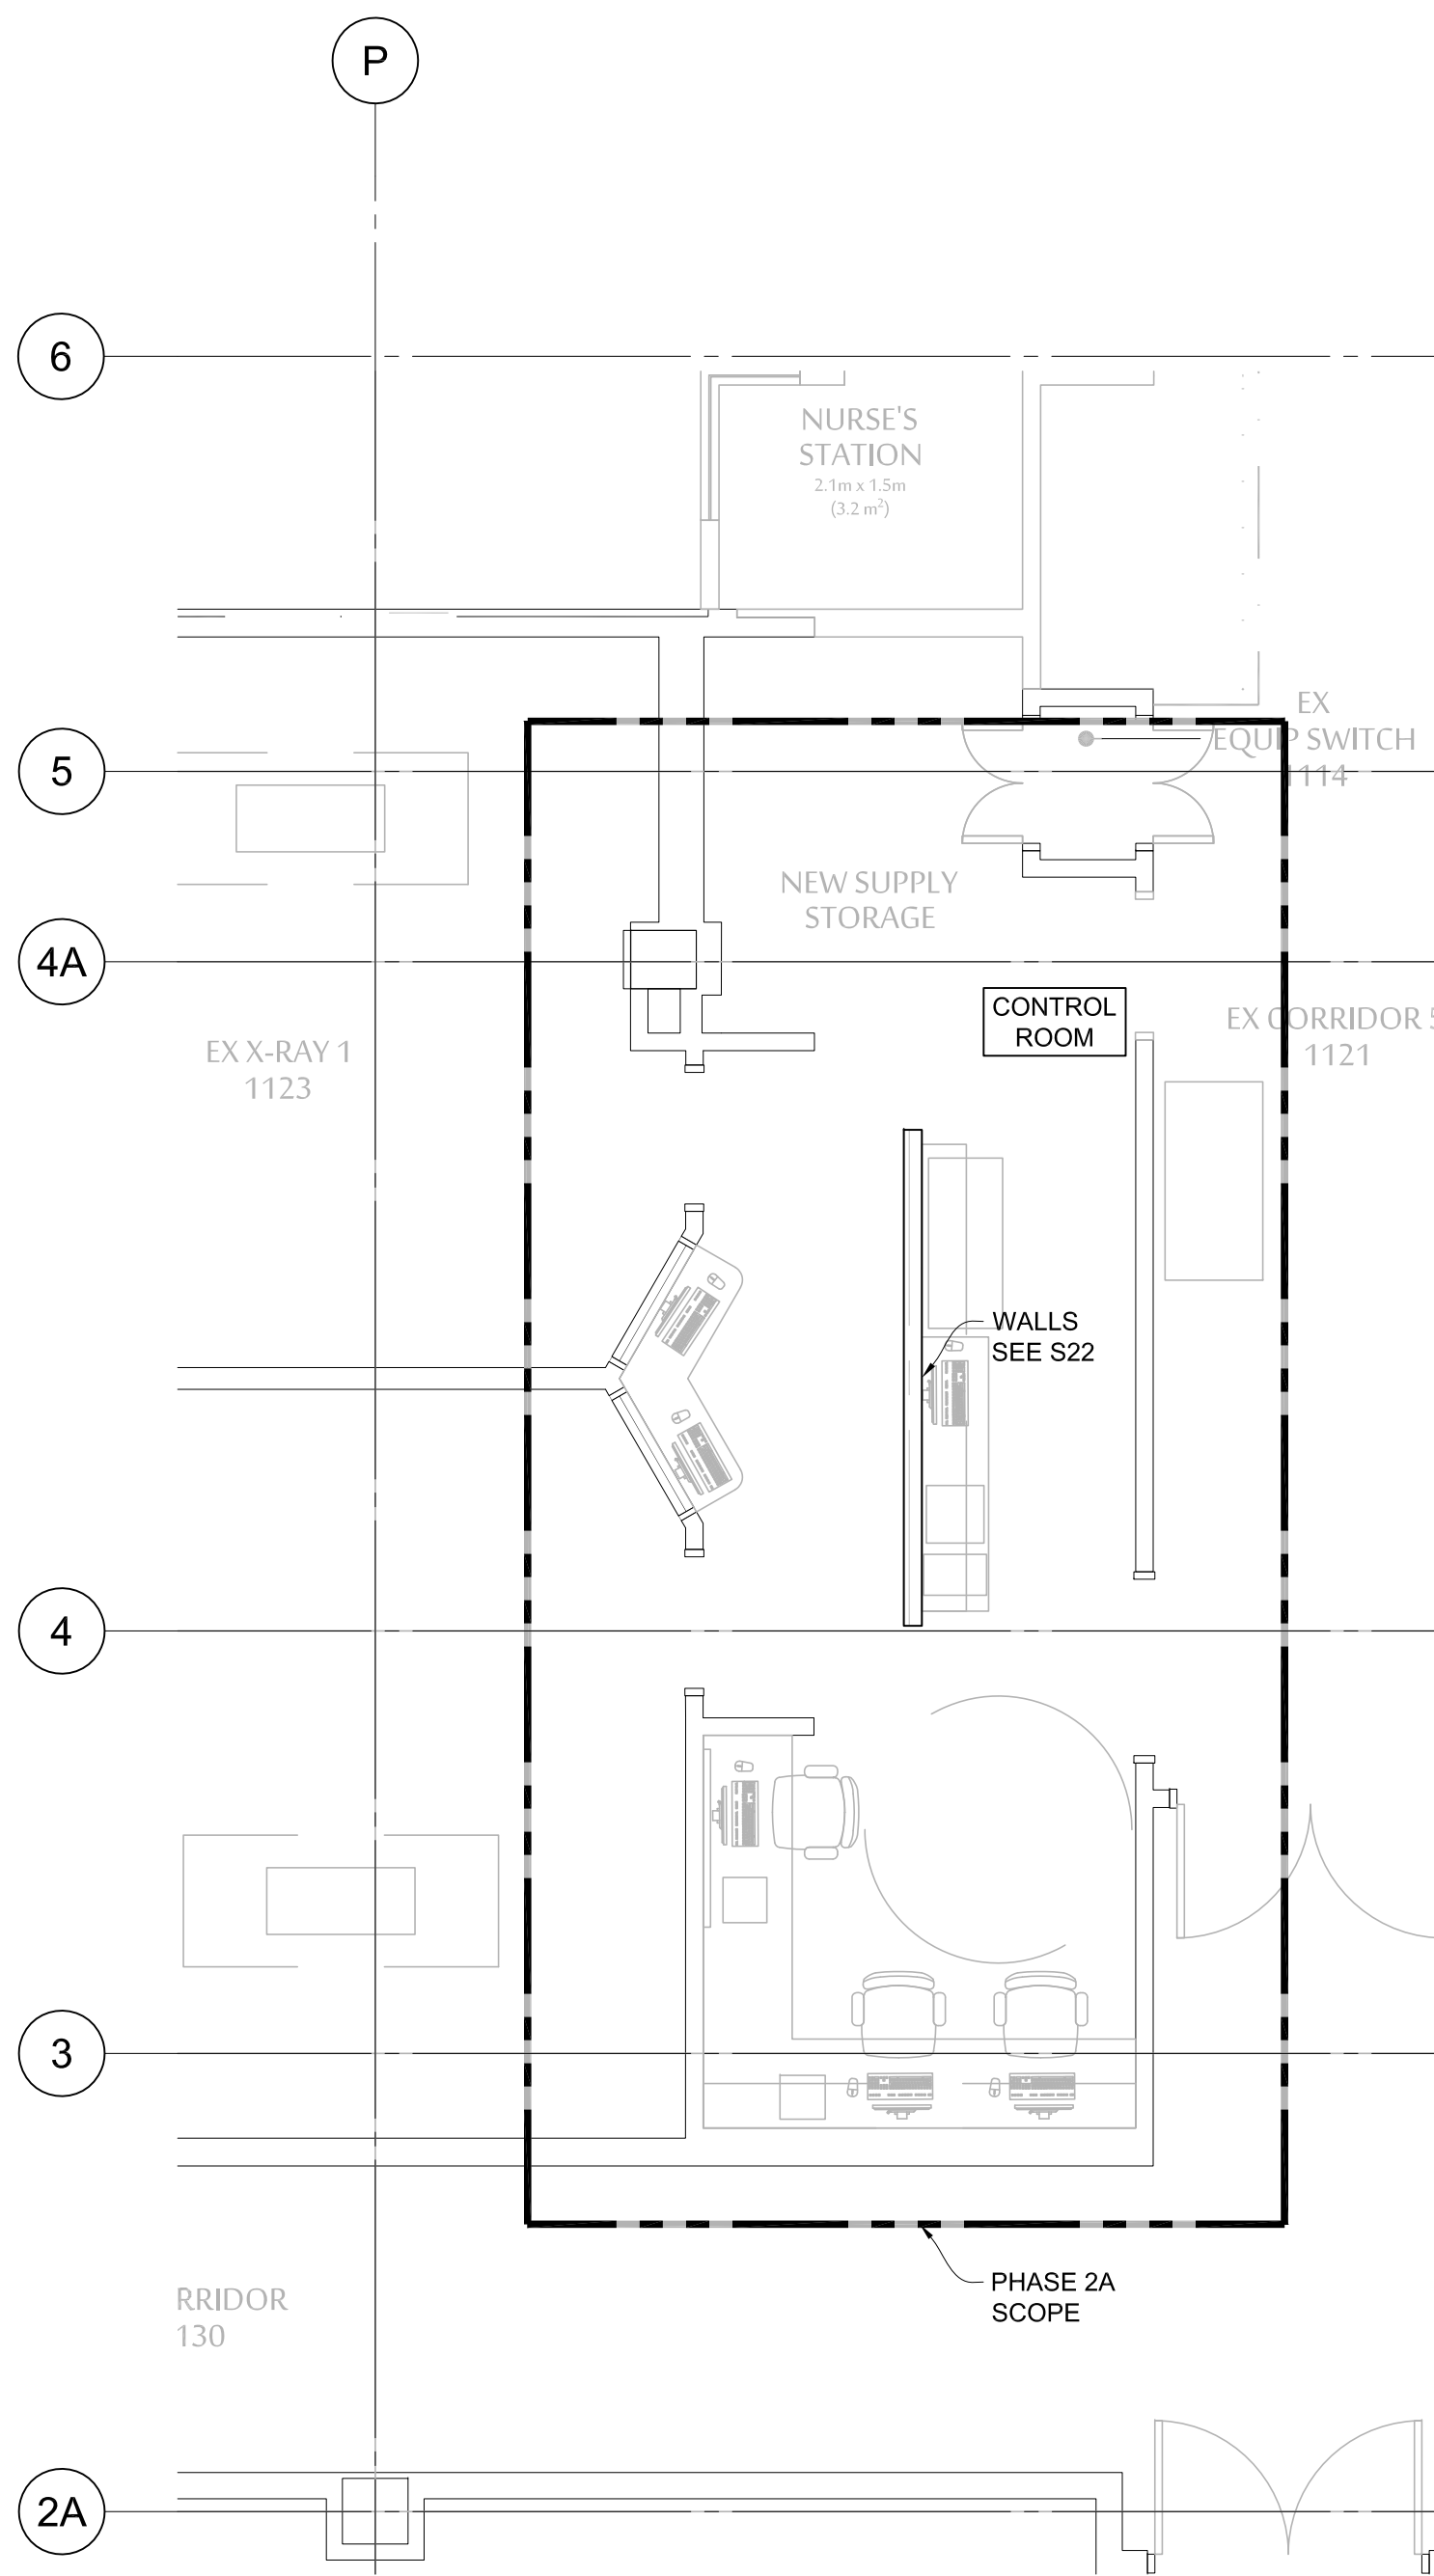 P
6
NURSE'S
STATION
2.1m x 1.5m
(3.2 m²)
EX
EQUIP SWITCH
1114
5
NEW SUPPLY
STORAGE
4A
CONTROL
ROOM
EX CORRIDOR 5
1121
EX X-RAY 1
1123
WALLS
SEE S22
4
3
PHASE 2A
SCOPE
RRIDOR
130
2A